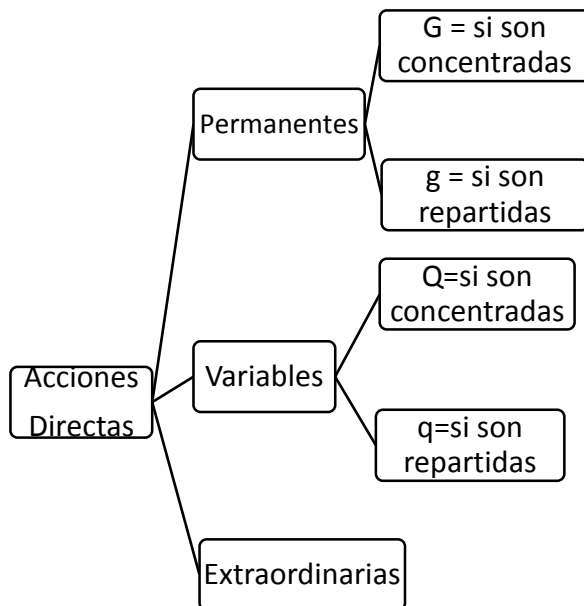 G = si son
concentradas
Permanentes
g = si son
repartidas
Q=si son
concentradas
Acciones
Directas
Variables
q=si son
repartidas
Extraordinarias